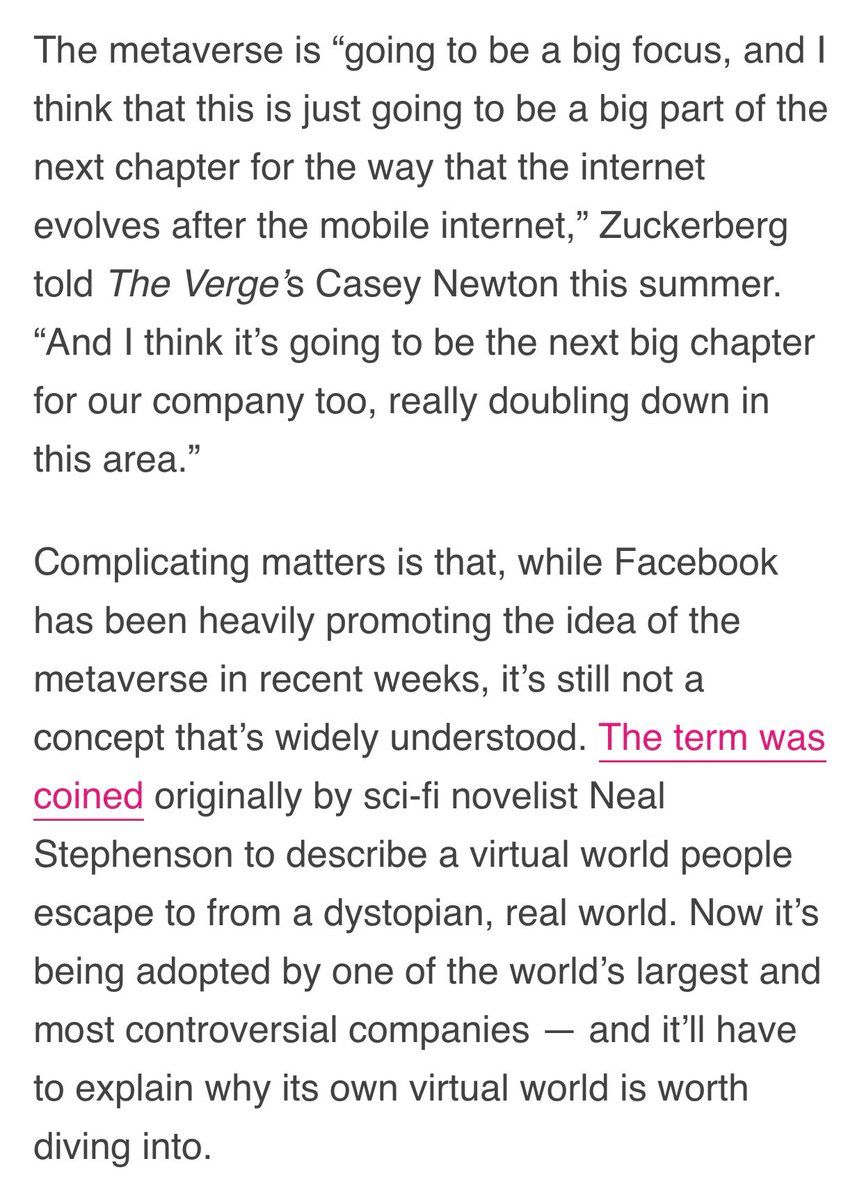 The metaverse is “going to be a big focus, and I
think that this is just going to be a big part of the
next chapter for the way that the internet
evolves after the mobile internet,” Zuckerberg
told The Verge’s Casey Newton this summer.
“And I think it’s going to be the next big chapter
for our company too, really doubling down in
this area.”
Complicating matters is that, while Facebook
has been heavily promoting the idea of the
metaverse in recent weeks, it’s still not a
concept that’s widely understood. The term was
coined originally by sci-fi novelist Neal
Stephenson to describe a virtual world people
escape to from a dystopian, real world. Now it’s
being adopted by one of the world’s largest and
most controversial companies — and it’ll have
to explain why its own virtual world is worth
diving into.